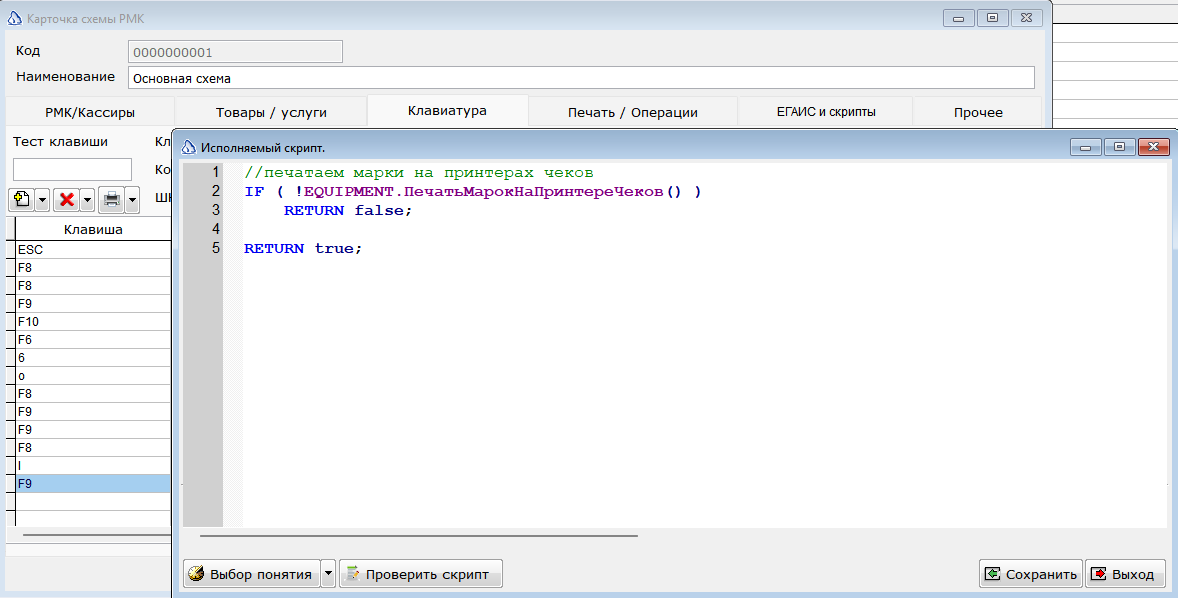 Карточка схемы РМК
Код
0000000001
Наименование
Основная схема
РМК/Кассиры
Товары / услуги
Клавиатура
Печать / Операции
ЕГАИС и скрипты
Прочее
Тест клавиши
Кл
Ко
Клавиша
ESC
F8
F8
F9
F10
F6
6
o
F8
F9
F9
F8
F9
Исполняемый скрипт.
1 //печатаем марки на принтерах чеков
2 IF ( !EQUIPMENT.ПечатьМарокНаПринтереЧеков() )
3 RETURN false;
4
5 RETURN true;
Выбор понятия
Проверить скрипт
Сохранить
Выход